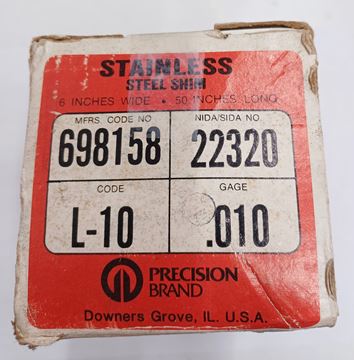 STAINLESS
STEEL SHIM
6 INCHES WIDE • 50 INCHES LONG
MFRS. CODE NO NIDA/SIDA NO.
698158 22320
CODE GAGE
L-10 .010
PRECISION
BRAND
Downers Grove, IL. U.S.A.